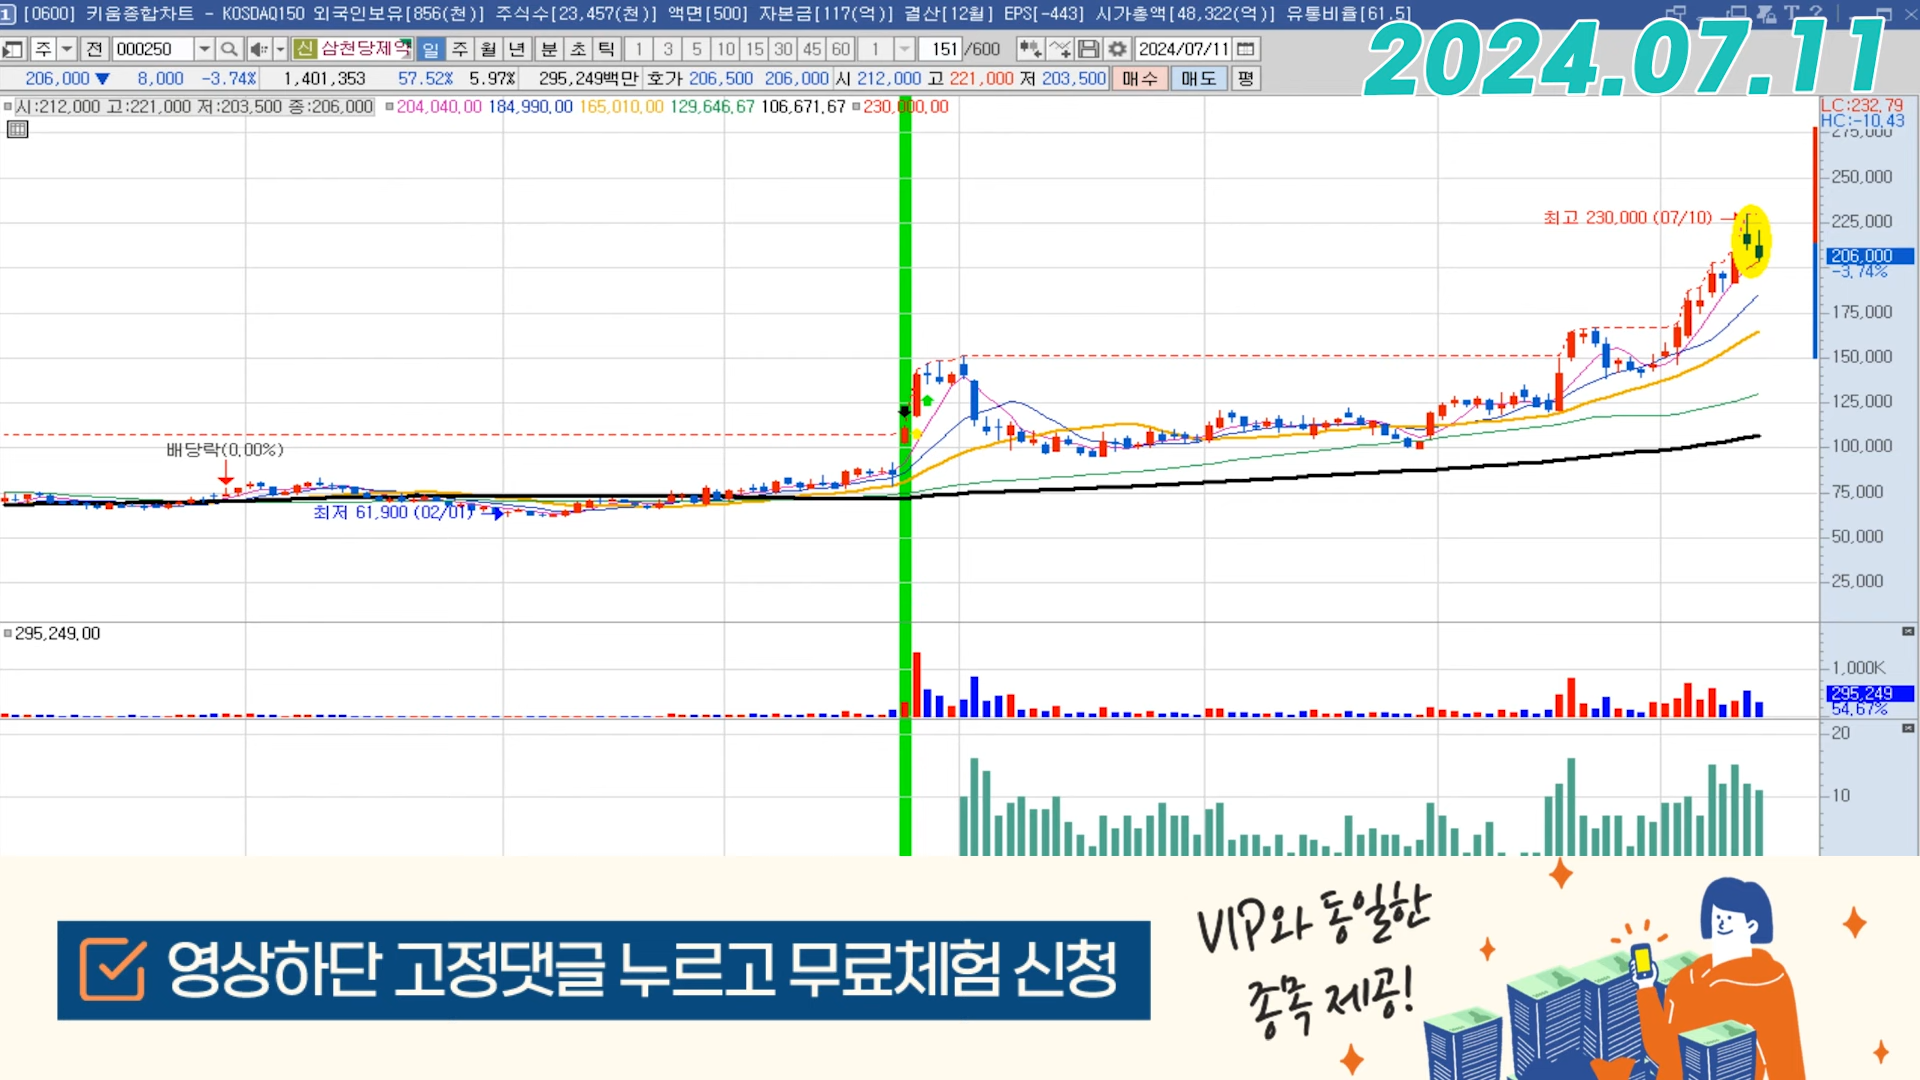 1 [0600] 키움종합차트 - KOSDAQ150 외국인보유[856(천)] 주식수[23,457(천)] 액면[500] 자본금[117(억)] 결산[12월] EPS[-443] 시가총액[48,322(억)] 유통비율[61.5]
2024.07.11
주 전 000250 신 삼천당제약 일 주 월 년 분 초 틱 1 3 5 10 15 30 45 60 1 151 /600 2024/07/11
206,000 ▼ 8,000 -3.74% 1,401,353 57.52% 5.97% 295,249백만 호가 206,500 206,000 시 212,000 고 221,000 저 203,500 매수 매도 평
시:212,000 고:221,000 저:203,500 종:206,000 204,040.00 184,990.00 165,010.00 129,646.67 106,671.67 230,000.00
LC:232.79
HC:-10.43
275,000
250,000
최고 230,000 (07/10)
225,000
206,000
-3.74%
175,000
150,000
125,000
100,000
배당락(0.00%)
75,000
최저 61,900 (02/01)
50,000
25,000
295,249.00
1,000K
295,249
54.67%
20
10
영상하단 고정댓글 누르고 무료체험 신청
VIP와 동일한
종목 제공!